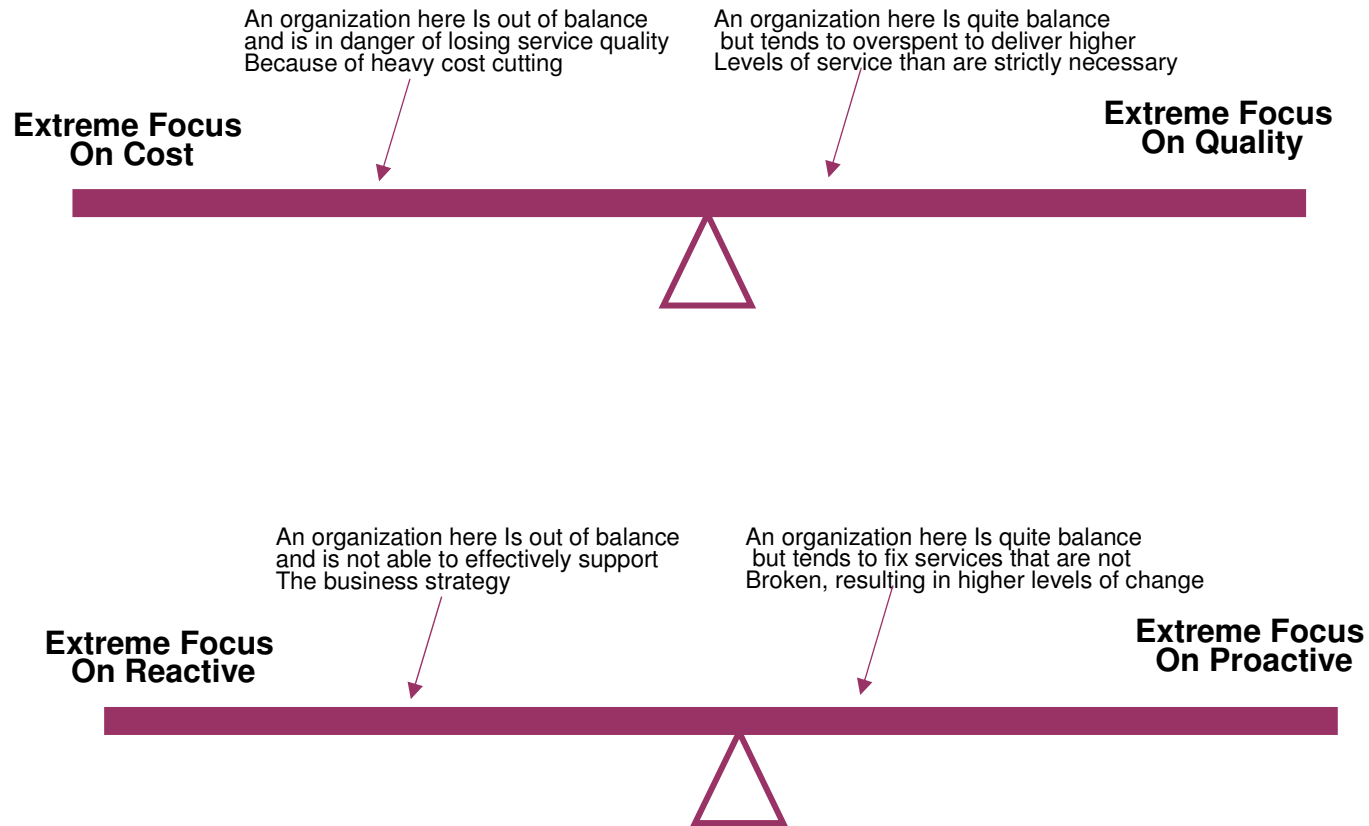 An organization here Is out of balance
and is in danger of losing service quality
Because of heavy cost cutting
An organization here Is quite balance
but tends to overspent to deliver higher
Levels of service than are strictly necessary
Extreme Focus
On Cost
Extreme Focus
On Quality
An organization here Is out of balance
and is not able to effectively support
The business strategy
An organization here Is quite balance
but tends to fix services that are not
Broken, resulting in higher levels of change
Extreme Focus
On Reactive
Extreme Focus
On Proactive